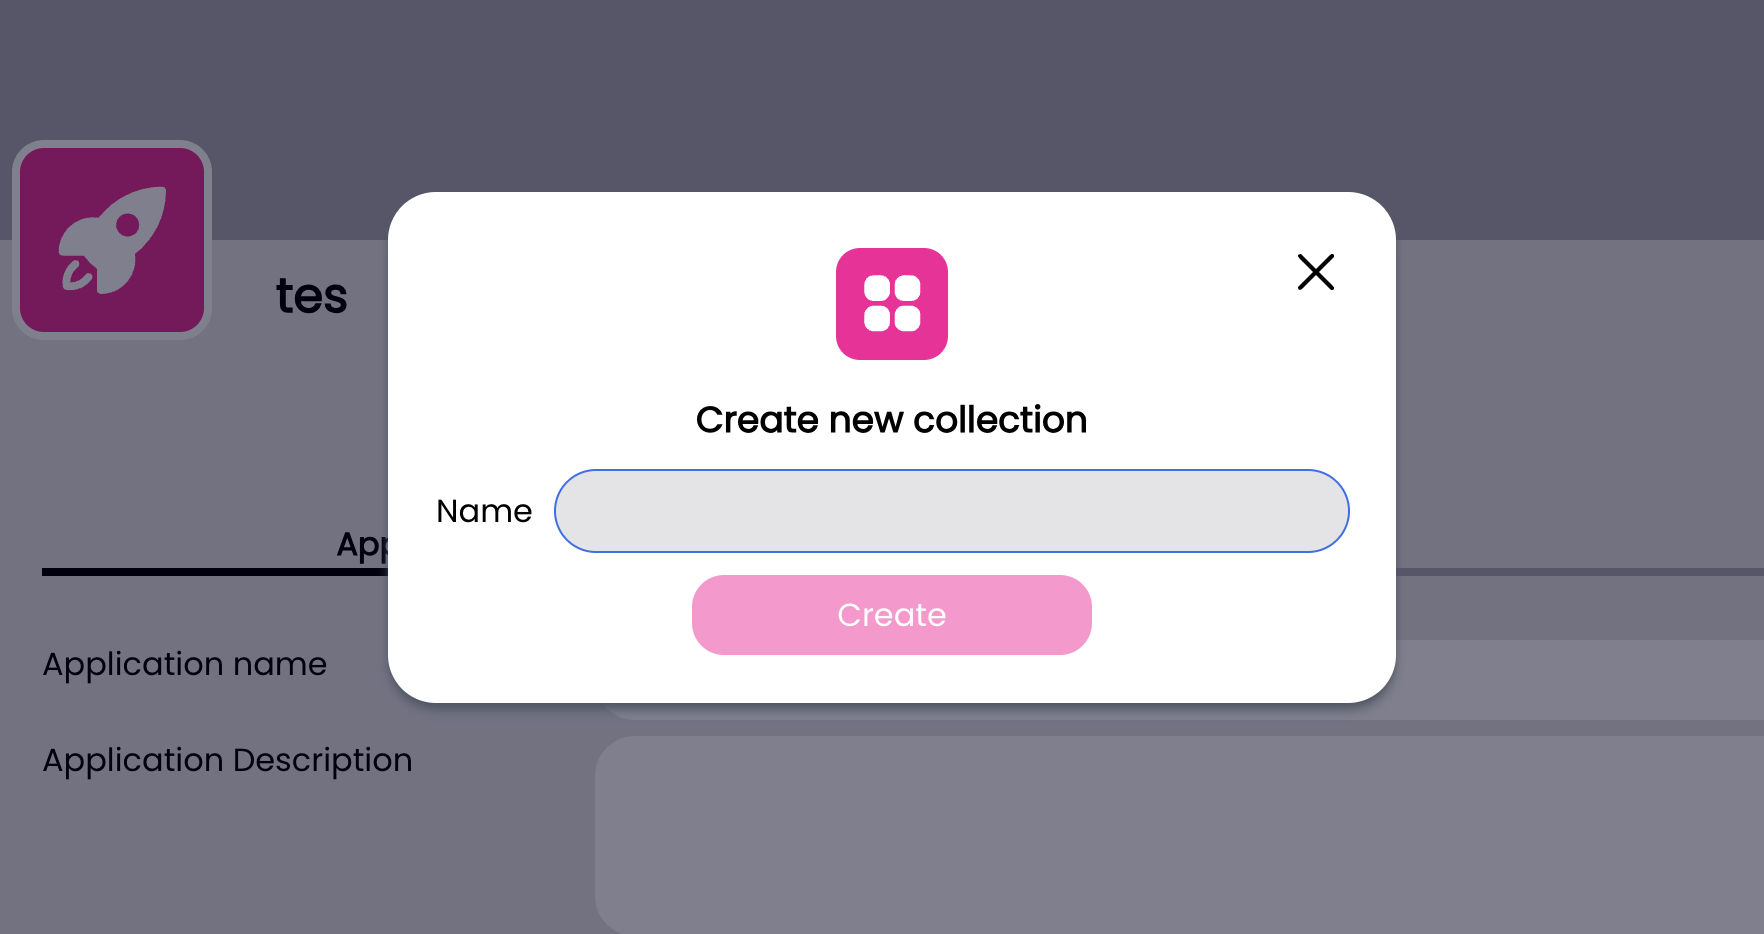 tes
Create new collection
Name
App
Create
Application name
Application Description